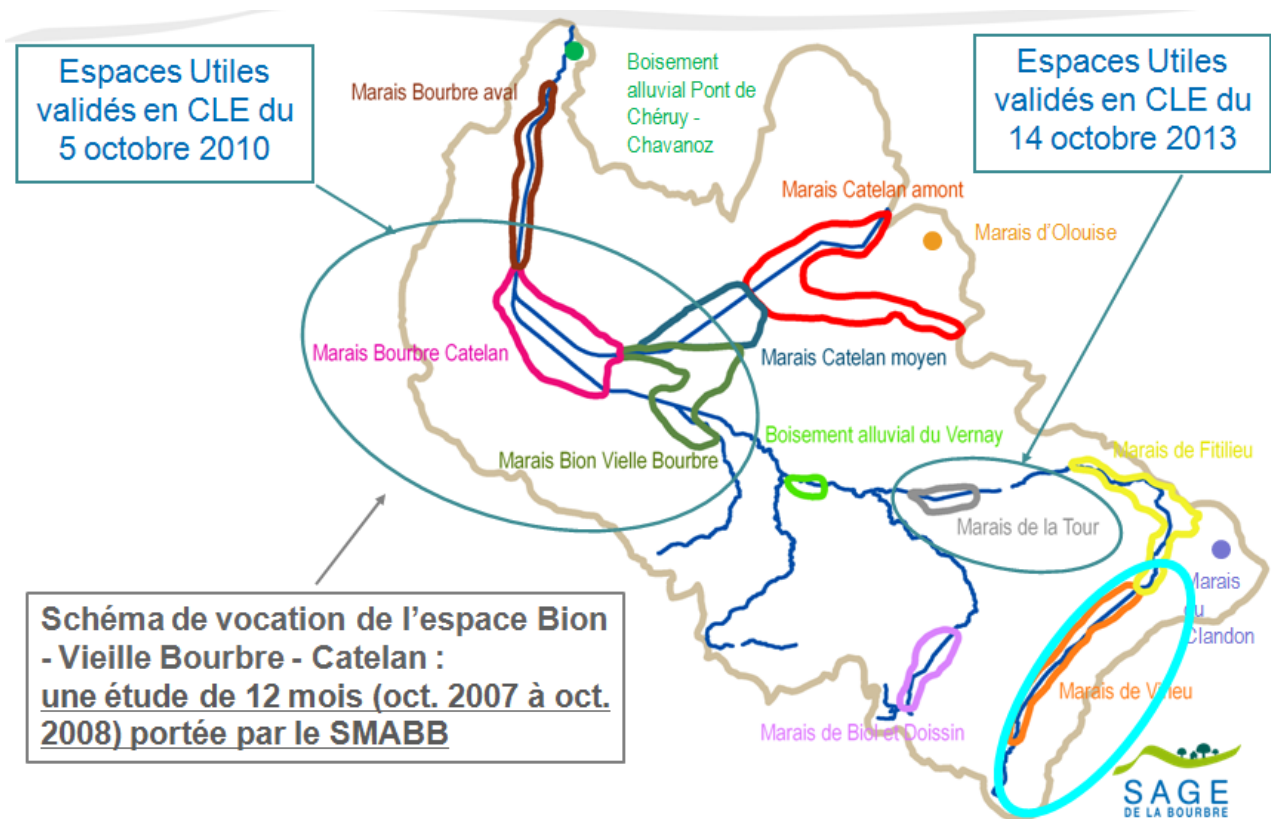 Espaces Utiles
validés en CLE du
5 octobre 2010
Marais Bourbre aval
Boisement
alluvial Pont de
Chéruy -
Chavanoz
Espaces Utiles
validés en CLE du
14 octobre 2013
Marais Catelan amont
Marais d'Olouise
Marais Bourbre Catelan
Marais Catelan moyen
Marais Bion Vielle Bourbre
Boisement alluvial du Vernay
Marais de Fitilieu
Marais de la Tour
Marais
du
Clandon
Schéma de vocation de l'espace Bion
- Vieille Bourbre - Catelan :
une étude de 12 mois (oct. 2007 à oct.
2008) portée par le SMABB
Marais de Virieu
Marais de Biol et Doissin
SAGE
DE LA BOURBRE